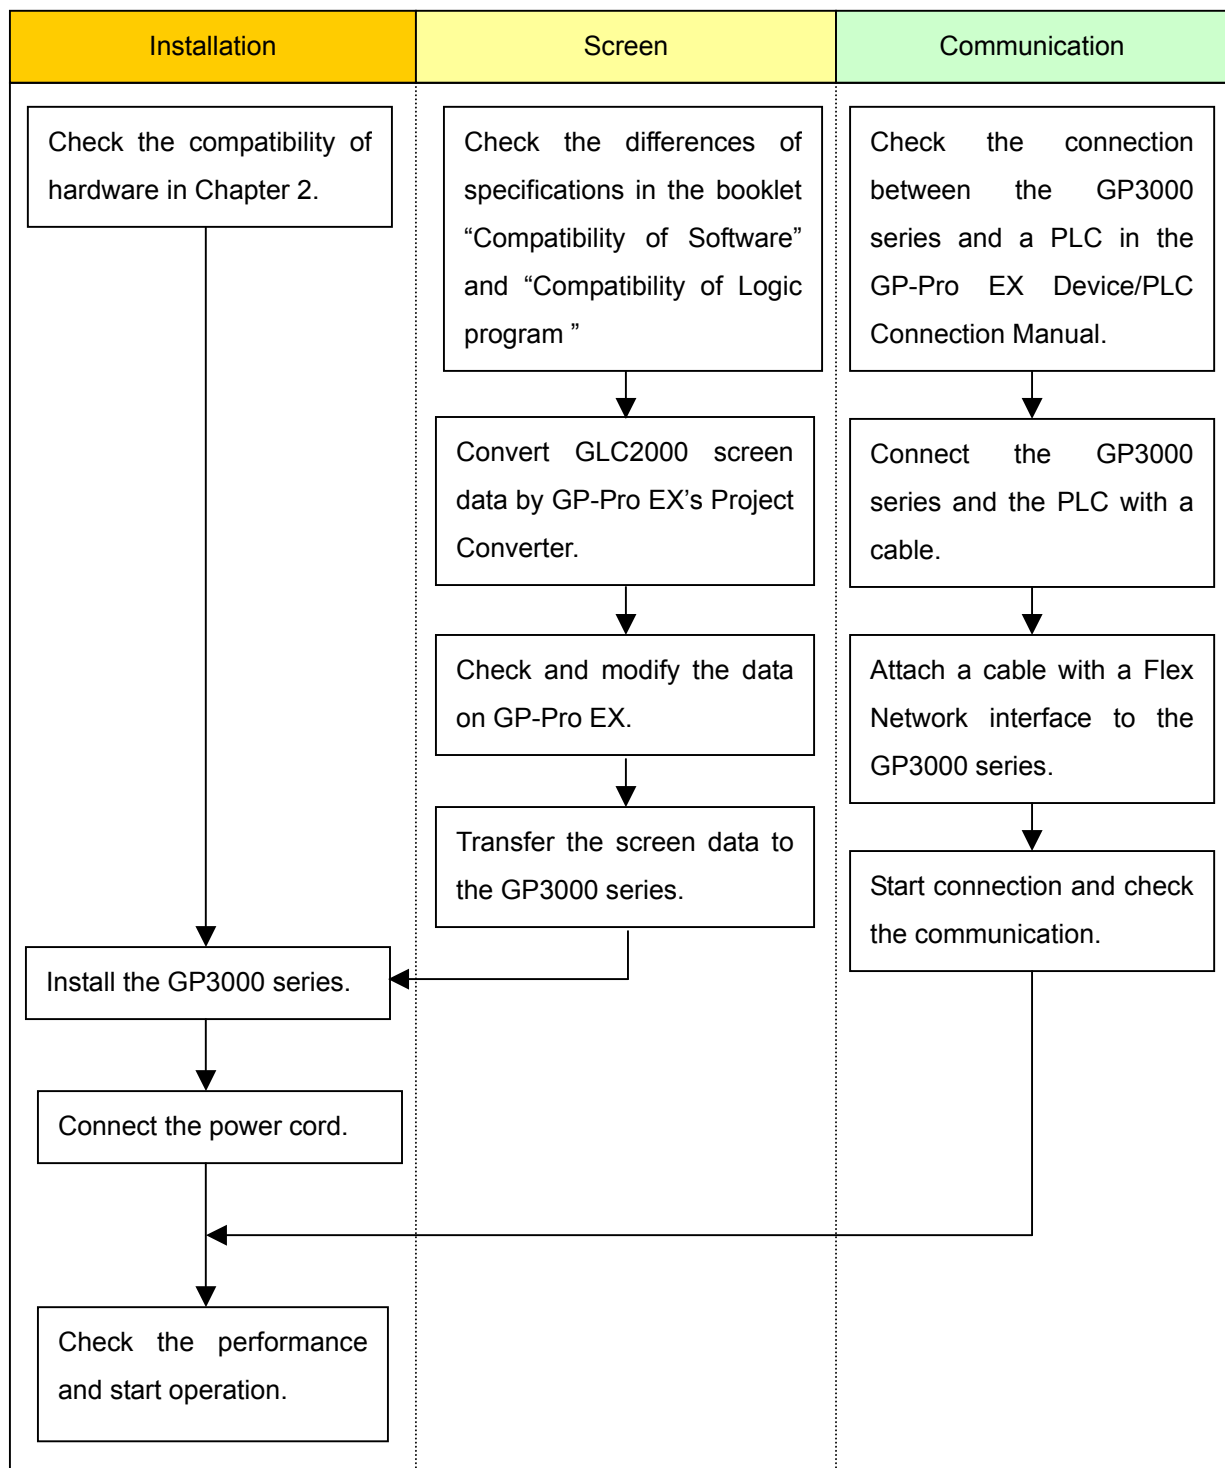 Installation
Screen
Communication
Check the compatibility of
hardware in Chapter 2.
Install the GP3000 series.
Connect the power cord.
Check the performance
and start operation.
Check the differences of
specifications in the booklet
“Compatibility of Software”
and “Compatibility of Logic
program ”
Convert GLC2000 screen
data by GP-Pro EX’s Project
Converter.
Check and modify the data
on GP-Pro EX.
Transfer the screen data to
the GP3000 series.
Check the connection
between the GP3000
series and a PLC in the
GP-Pro EX Device/PLC
Connection Manual.
Connect the GP3000
series and the PLC with a
cable.
Attach a cable with a Flex
Network interface to the
GP3000 series.
Start connection and check
the communication.